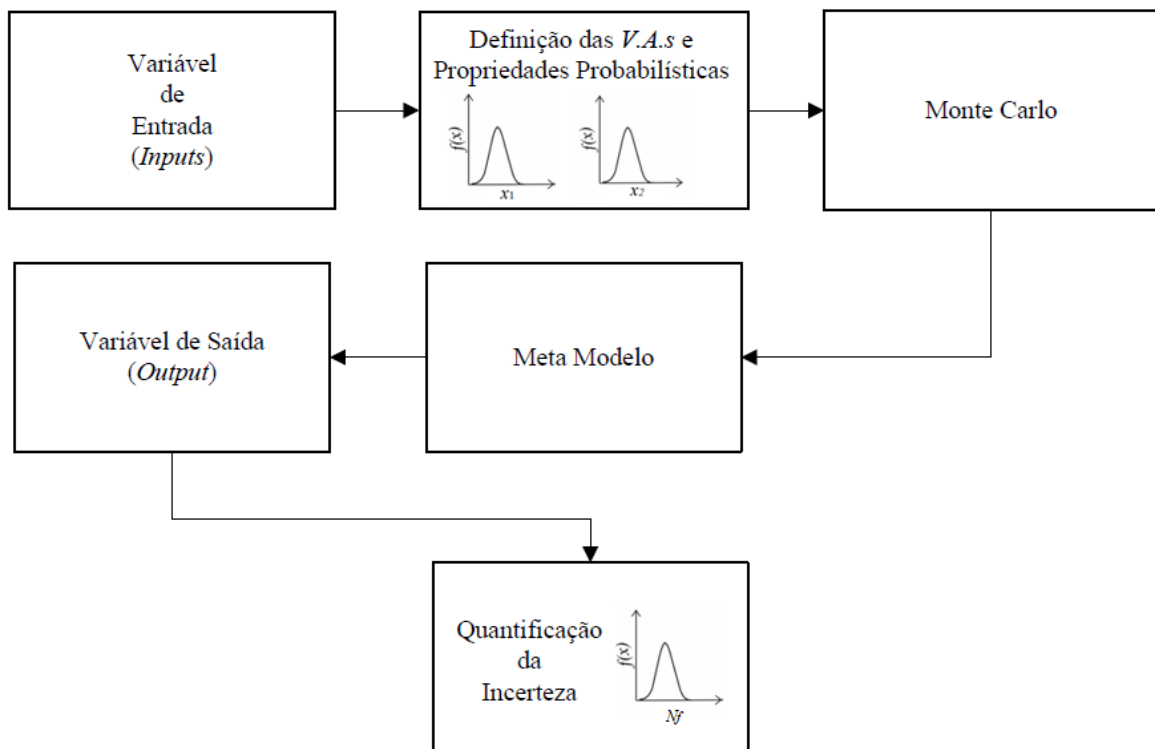 Variável
de
Entrada
(Inputs)
Definição das V.A.s e
Propriedades Probabilísticas
f(x)
x1
f(x)
x2
Monte Carlo
Variável de Saída
(Output)
Meta Modelo
Quantificação
da
Incerteza
f(x)
Nf